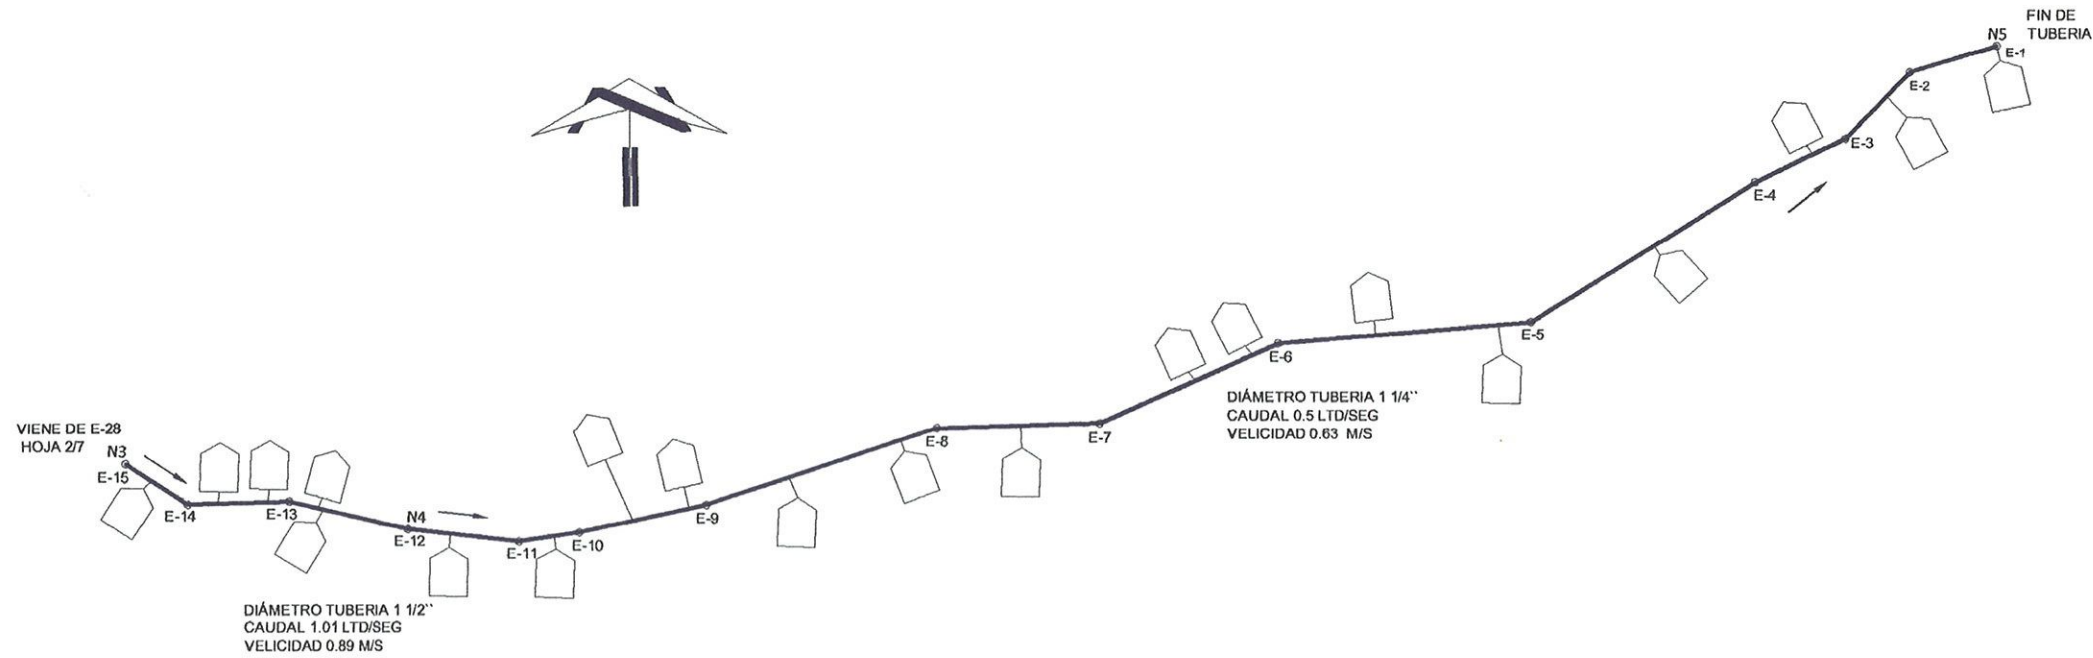 FIN DE
TUBERIA
N5
E-1
E-2
E-3
E-4
E-5
E-6
DIÁMETRO TUBERIA 1 1/4``
CAUDAL 0.5 LTD/SEG
VELICIDAD 0.63 M/S
E-7
E-8
VIENE DE E-28
HOJA 2/7
N3
E-15
E-14
E-13
N4
E-12
E-11
E-10
E-9
DIÁMETRO TUBERIA 1 1/2``
CAUDAL 1.01 LTD/SEG
VELICIDAD 0.89 M/S